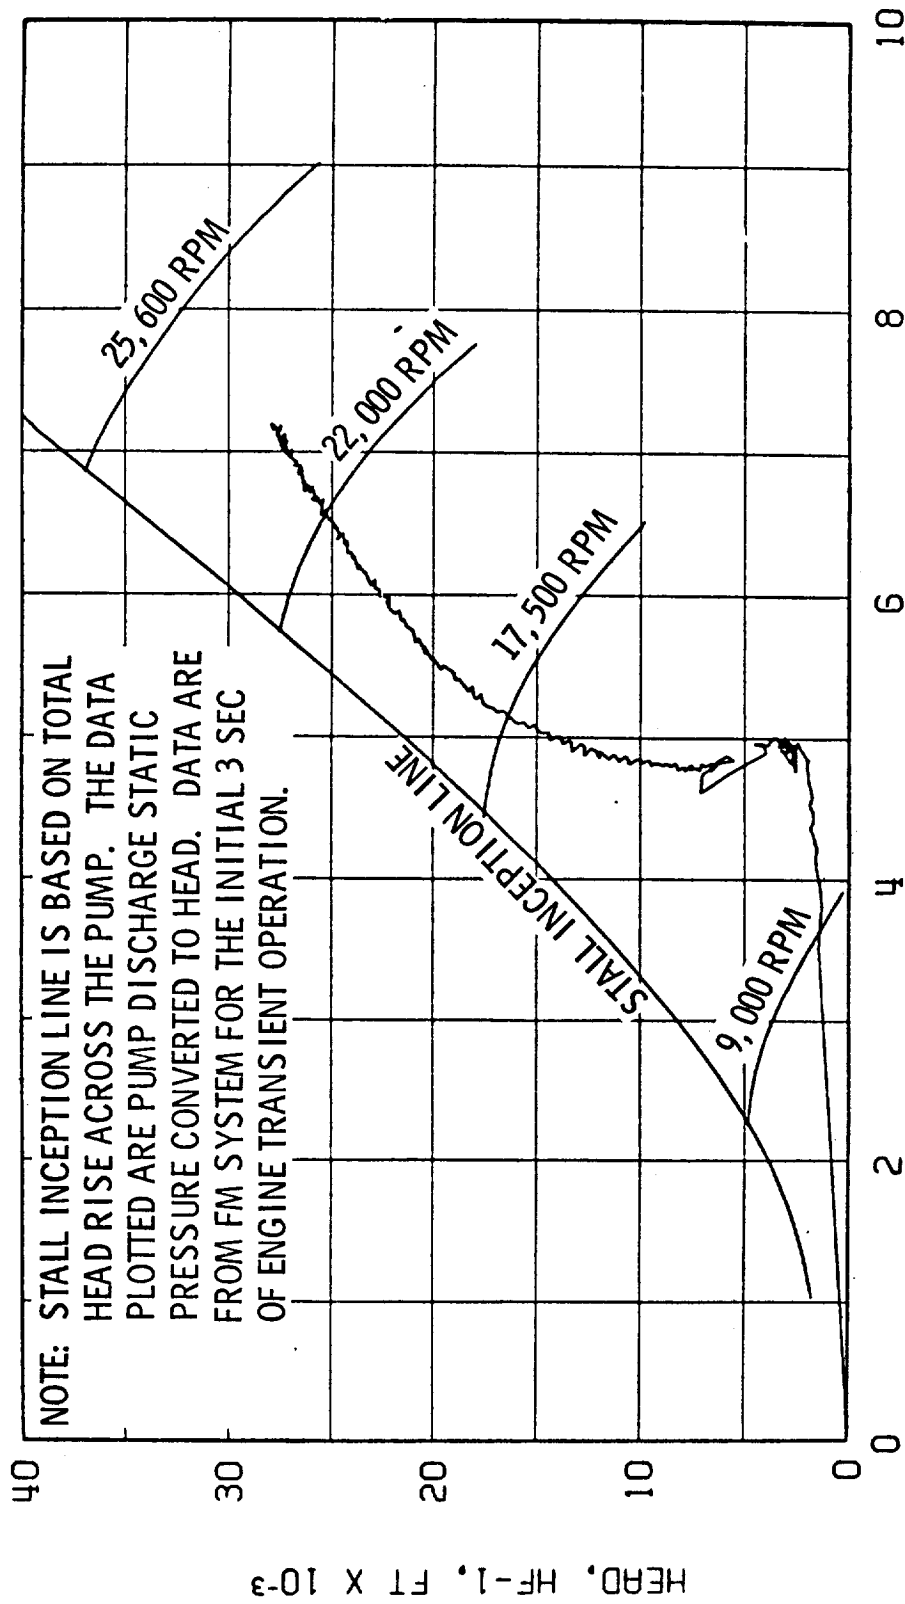 NOTE: STALL INCEPTION LINE IS BASED ON TOTAL
HEAD RISE ACROSS THE PUMP. THE DATA
PLOTTED ARE PUMP DISCHARGE STATIC
PRESSURE CONVERTED TO HEAD. DATA ARE
FROM FM SYSTEM FOR THE INITIAL 3 SEC
OF ENGINE TRANSIENT OPERATION.
25,600 RPM
22,000 RPM
17,500 RPM
9,000 RPM
STALL INCEPTION LINE
HEAD, HF-1, FT X 10-3
40
30
20
10
0
0
2
4
6
8
10